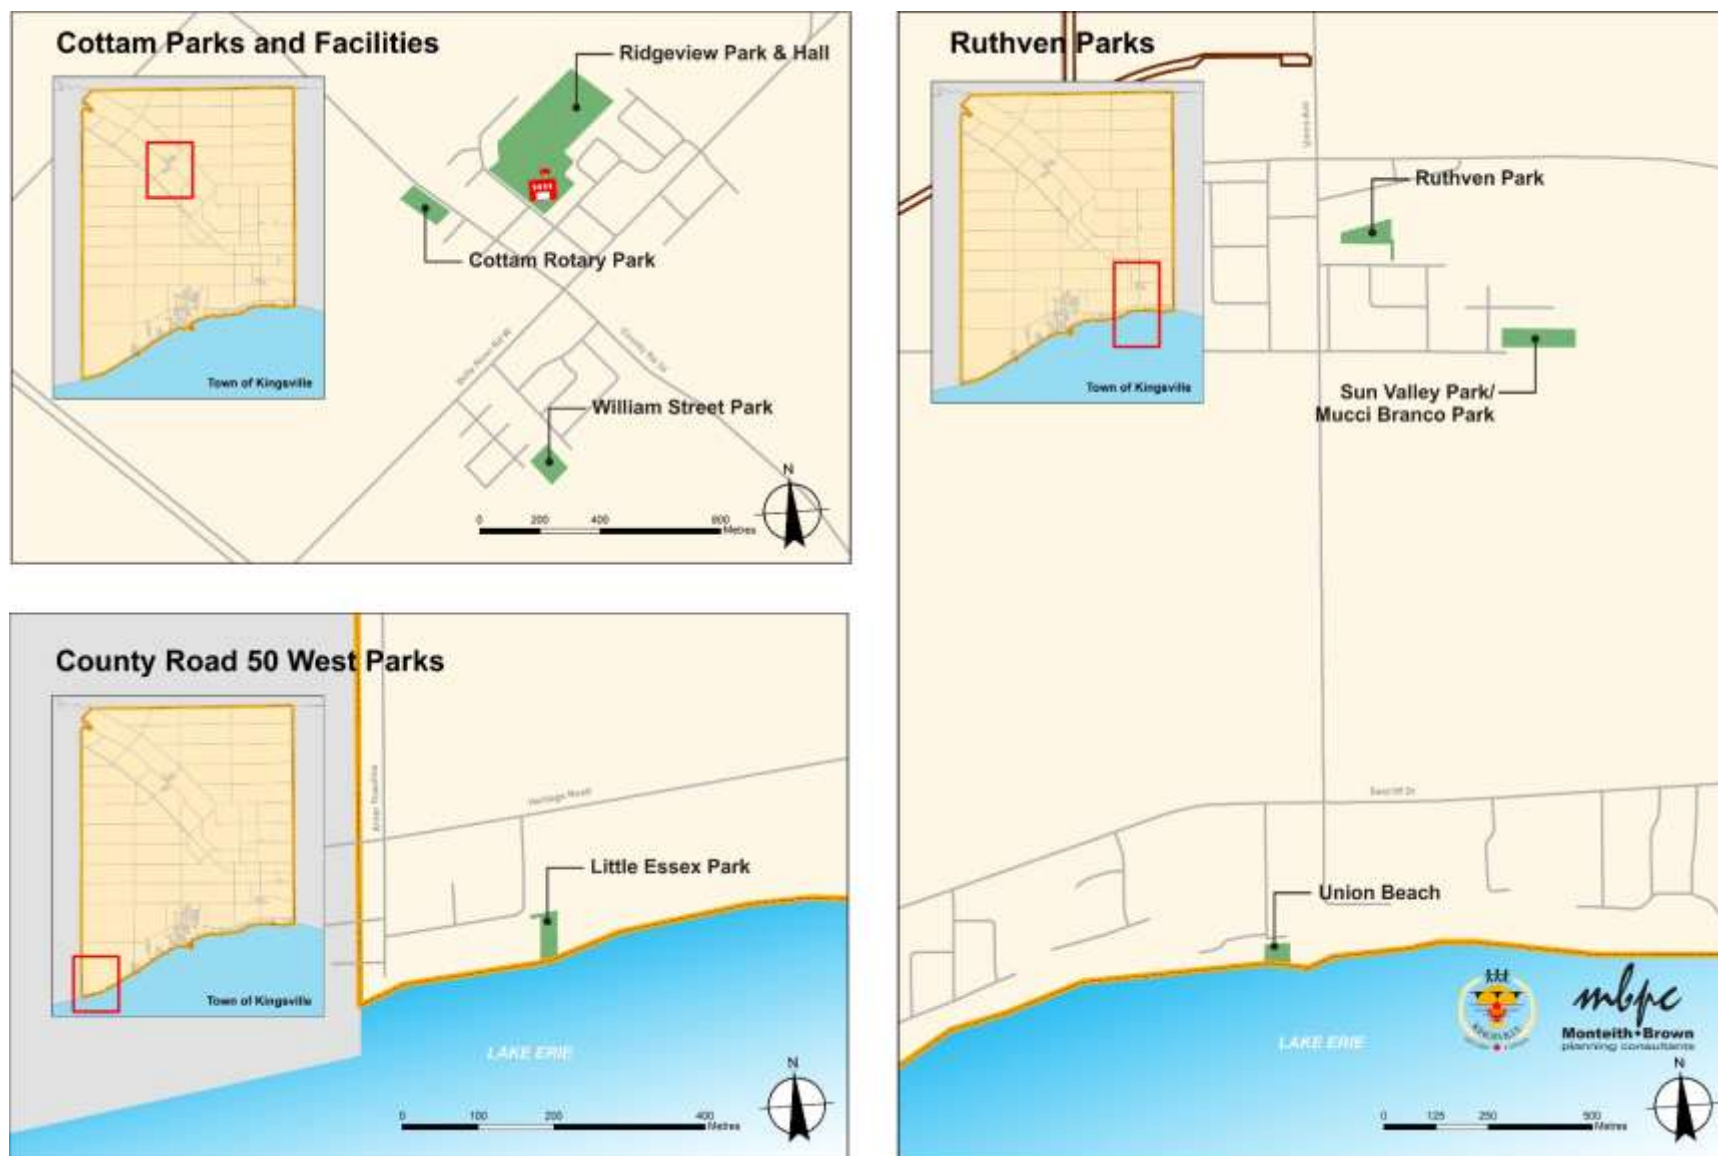 Cottam Parks and Facilities
Ridgeview Park & Hall
Cottam Rotary Park
William Street Park
Town of Kingsville
N
0 200 400 800
Metres
County Road 50 West Parks
Heritage Road
Little Essex Park
Town of Kingsville
LAKE ERIE
N
0 100 200 400
Metres
Ruthven Parks
Ruthven Park
Sun Valley Park/
Mucci Branco Park
Town of Kingsville
Union Beach
LAKE ERIE
KINGSVILLE
mbpc
Monteith•Brown
planning consultants
N
0 125 250 500
Metres